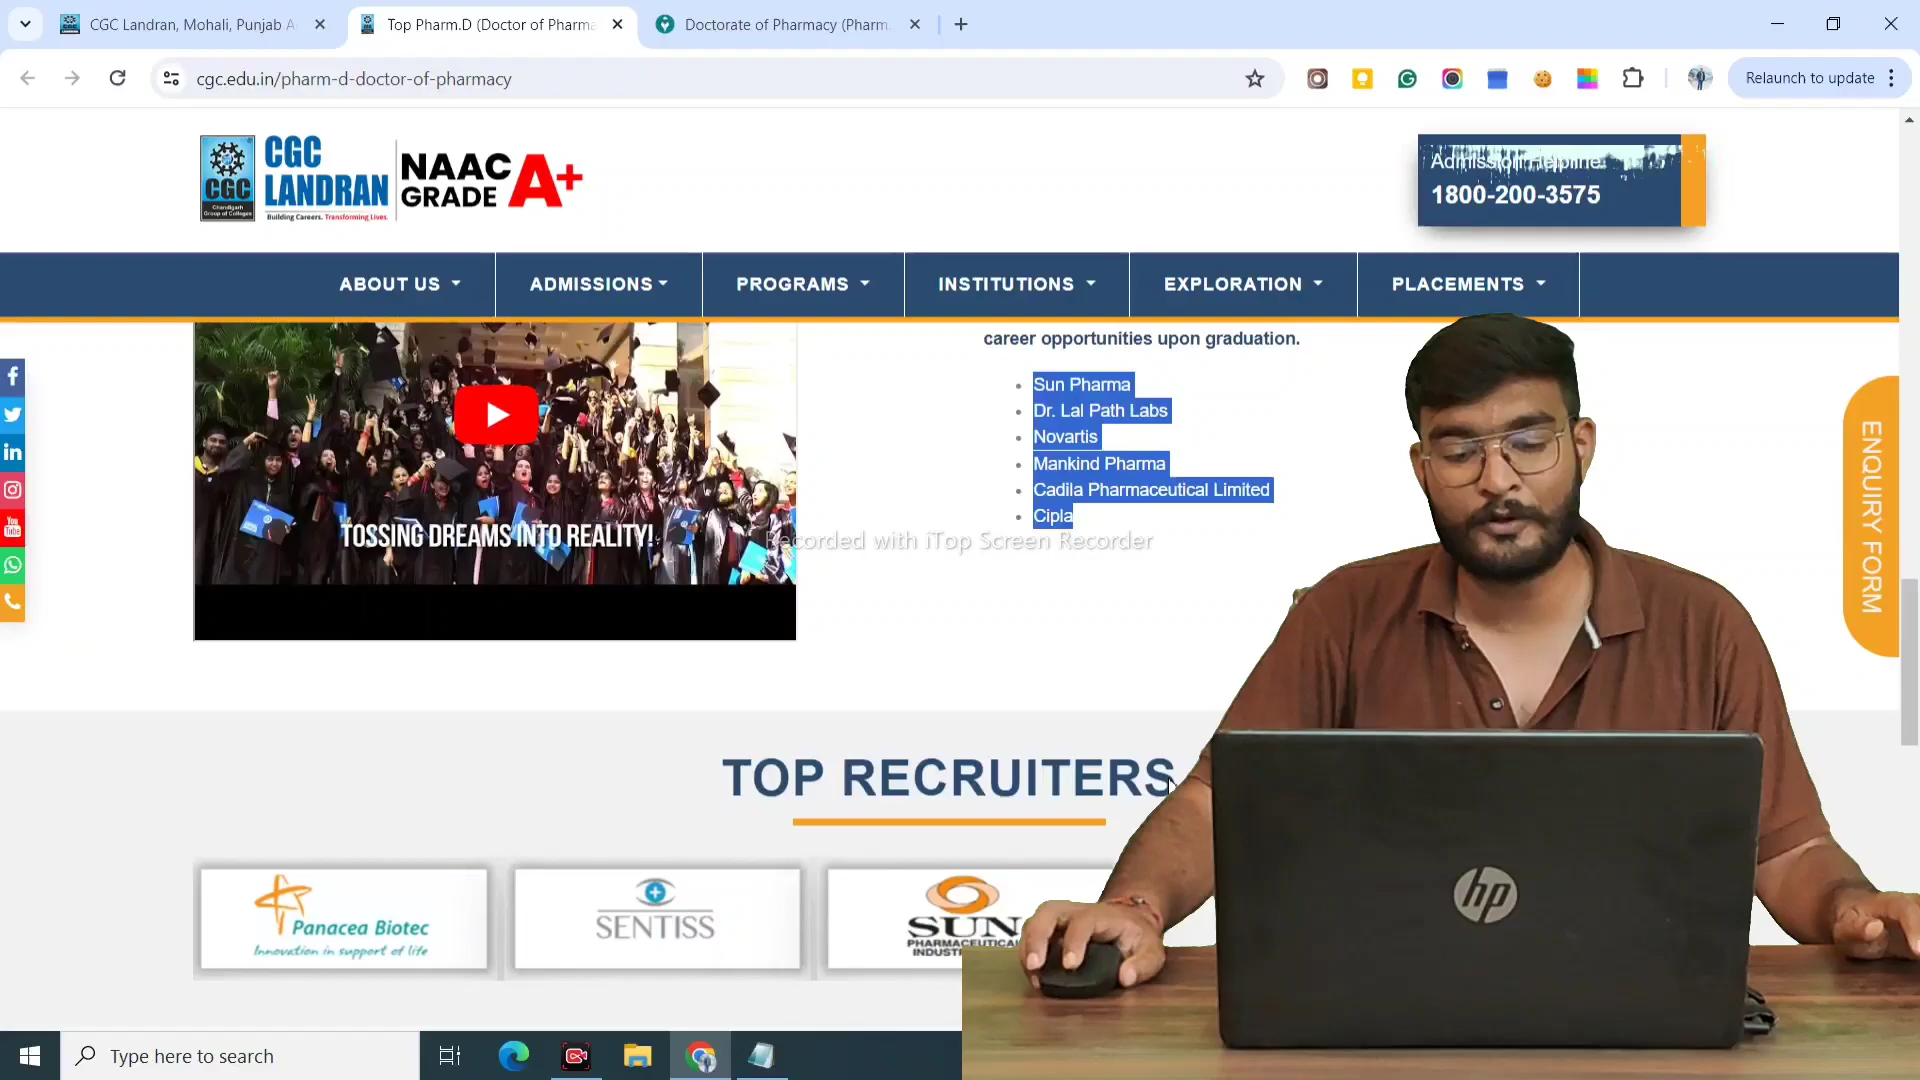 CGC Landran, Mohali, Punjab A
Top Pharm.D (Doctor of Pharma
Doctorate of Pharmacy (Pharm.
cgc.edu.in/pharm-d-doctor-of-pharmacy
Relaunch to update
CGC
Chandigarh
Group of Colleges
CGC
LANDRAN
Building Careers. Transforming Lives.
NAAC
GRADE A+
Admission Helpline
1800-200-3575
ABOUT US
ADMISSIONS
PROGRAMS
INSTITUTIONS
EXPLORATION
PLACEMENTS
career opportunities upon graduation.
Sun Pharma
Dr. Lal Path Labs
Novartis
Mankind Pharma
Cadila Pharmaceutical Limited
Cipla
TOSSING DREAMS INTO REALITY!
Recorded with iTop Screen Recorder
ENQUIRY FORM
You
Tube
TOP RECRUITERS
Panacea Biotec
Innovation in support of life
SENTISS
SUN
hp
Type here to search